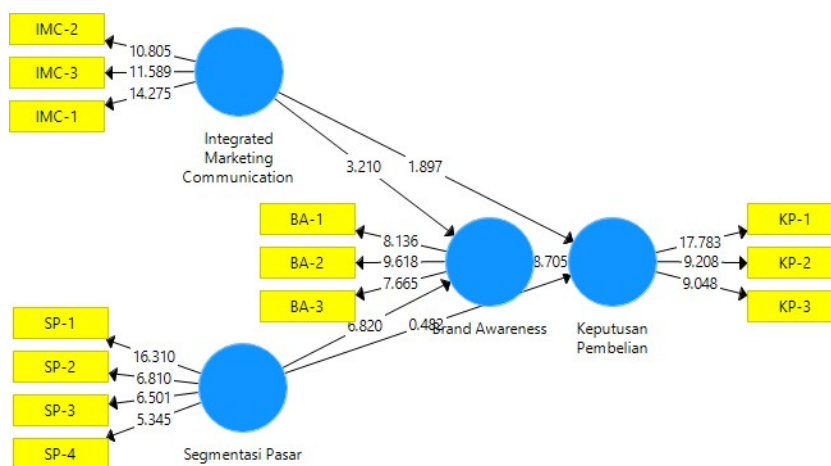 IMC-2
10.805
IMC-3
11.589
IMC-1
14.275
Integrated
Marketing
Communication
3.210
1.897
BA-1
8.136
BA-2
9.618
BA-3
7.665
8.705
Brand Awareness
Keputusan
Pembelian
KP-1
17.783
KP-2
9.208
KP-3
9.048
6.820
0.482
SP-1
16.310
SP-2
6.810
SP-3
6.501
SP-4
5.345
Segmentasi Pasar